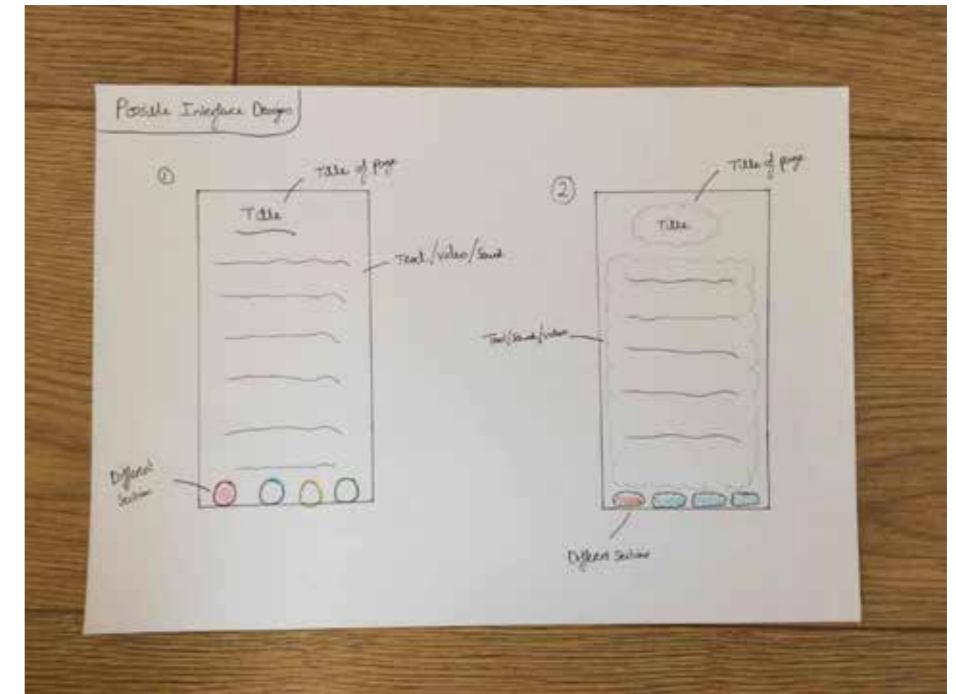 Possible Interface Designs
①
Title of page
Title
Text/video/Sound
Different
Section
②
Title of page
Title
Text/Sound/video
Different Sections